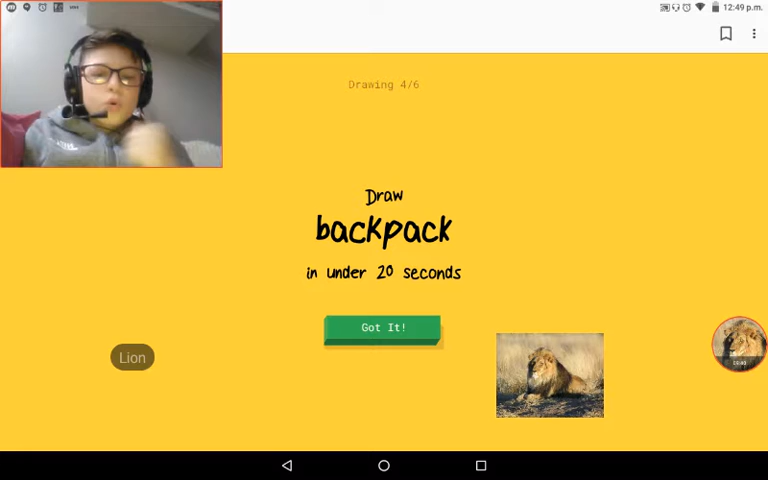 12:49 p.m.
Drawing 4/6
Draw
backpack
in under 20 seconds
Got It!
Lion